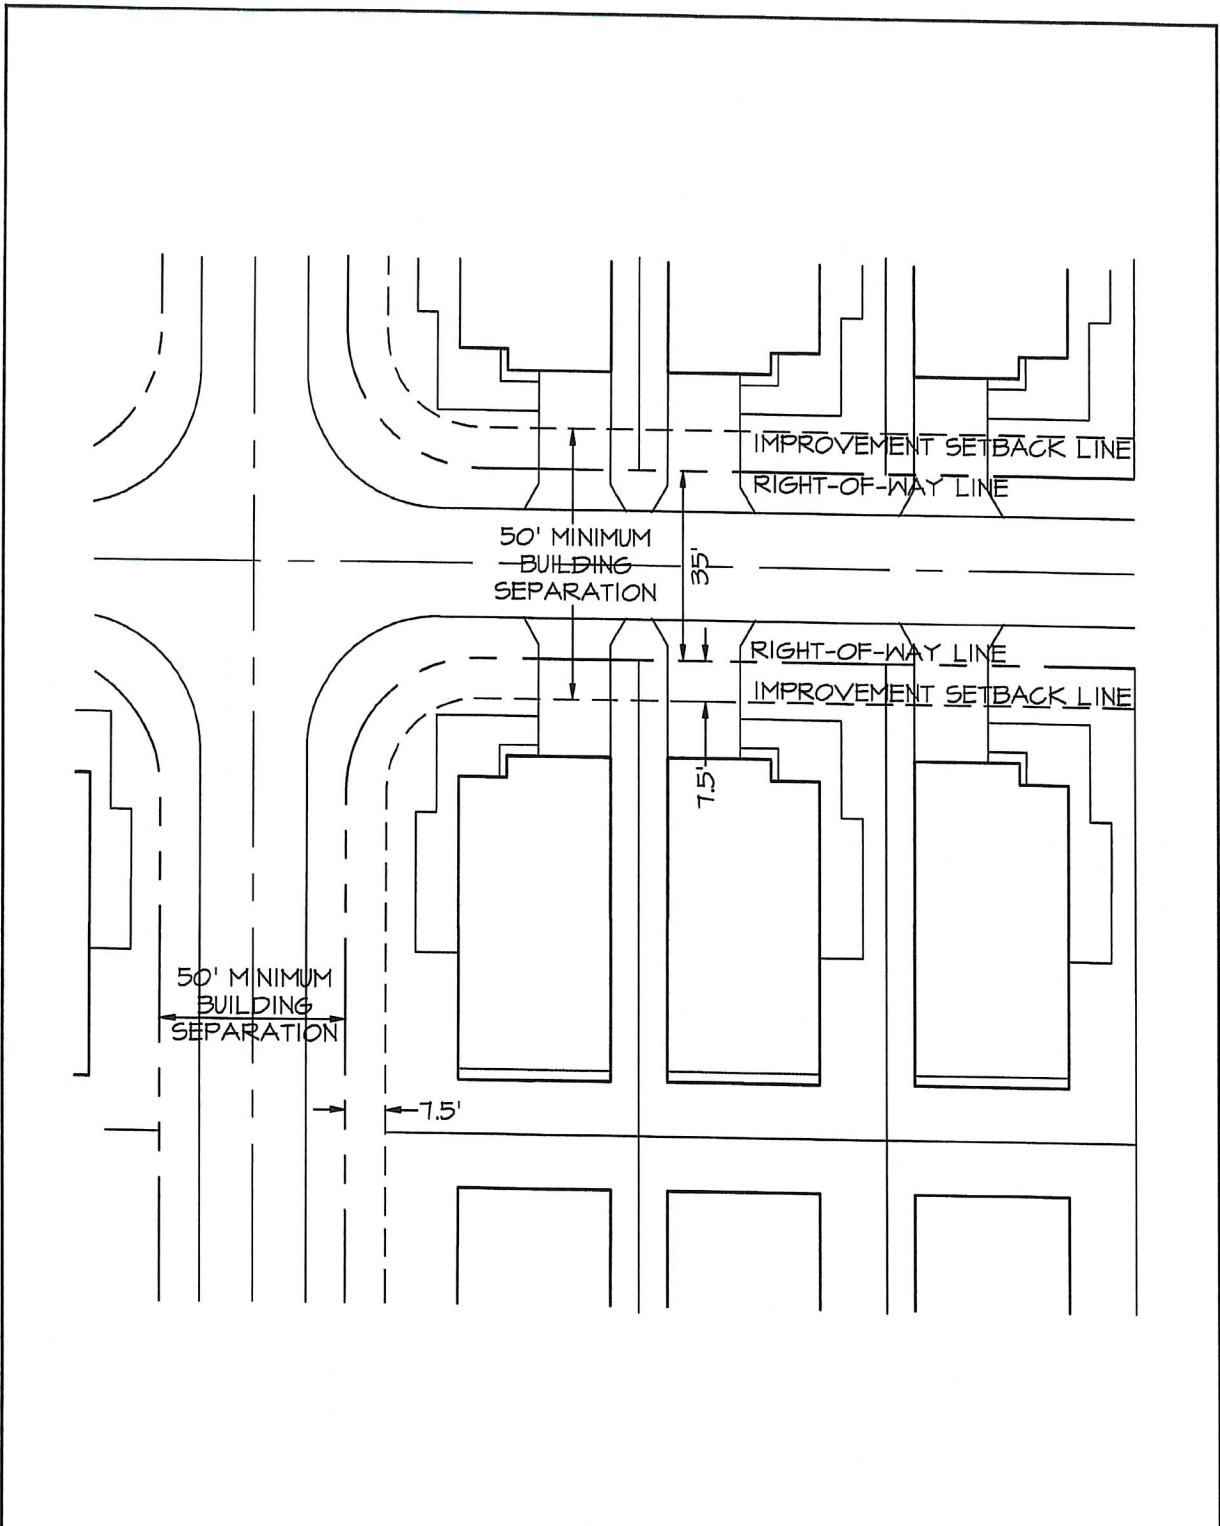 IMPROVEMENT SETBACK LINE
RIGHT-OF-WAY LINE
50' MINIMUM
BUILDING
SEPARATION
35'
RIGHT-OF-WAY LINE
IMPROVEMENT SETBACK LINE
7.5'
50' MINIMUM
BUILDING
SEPARATION
7.5'